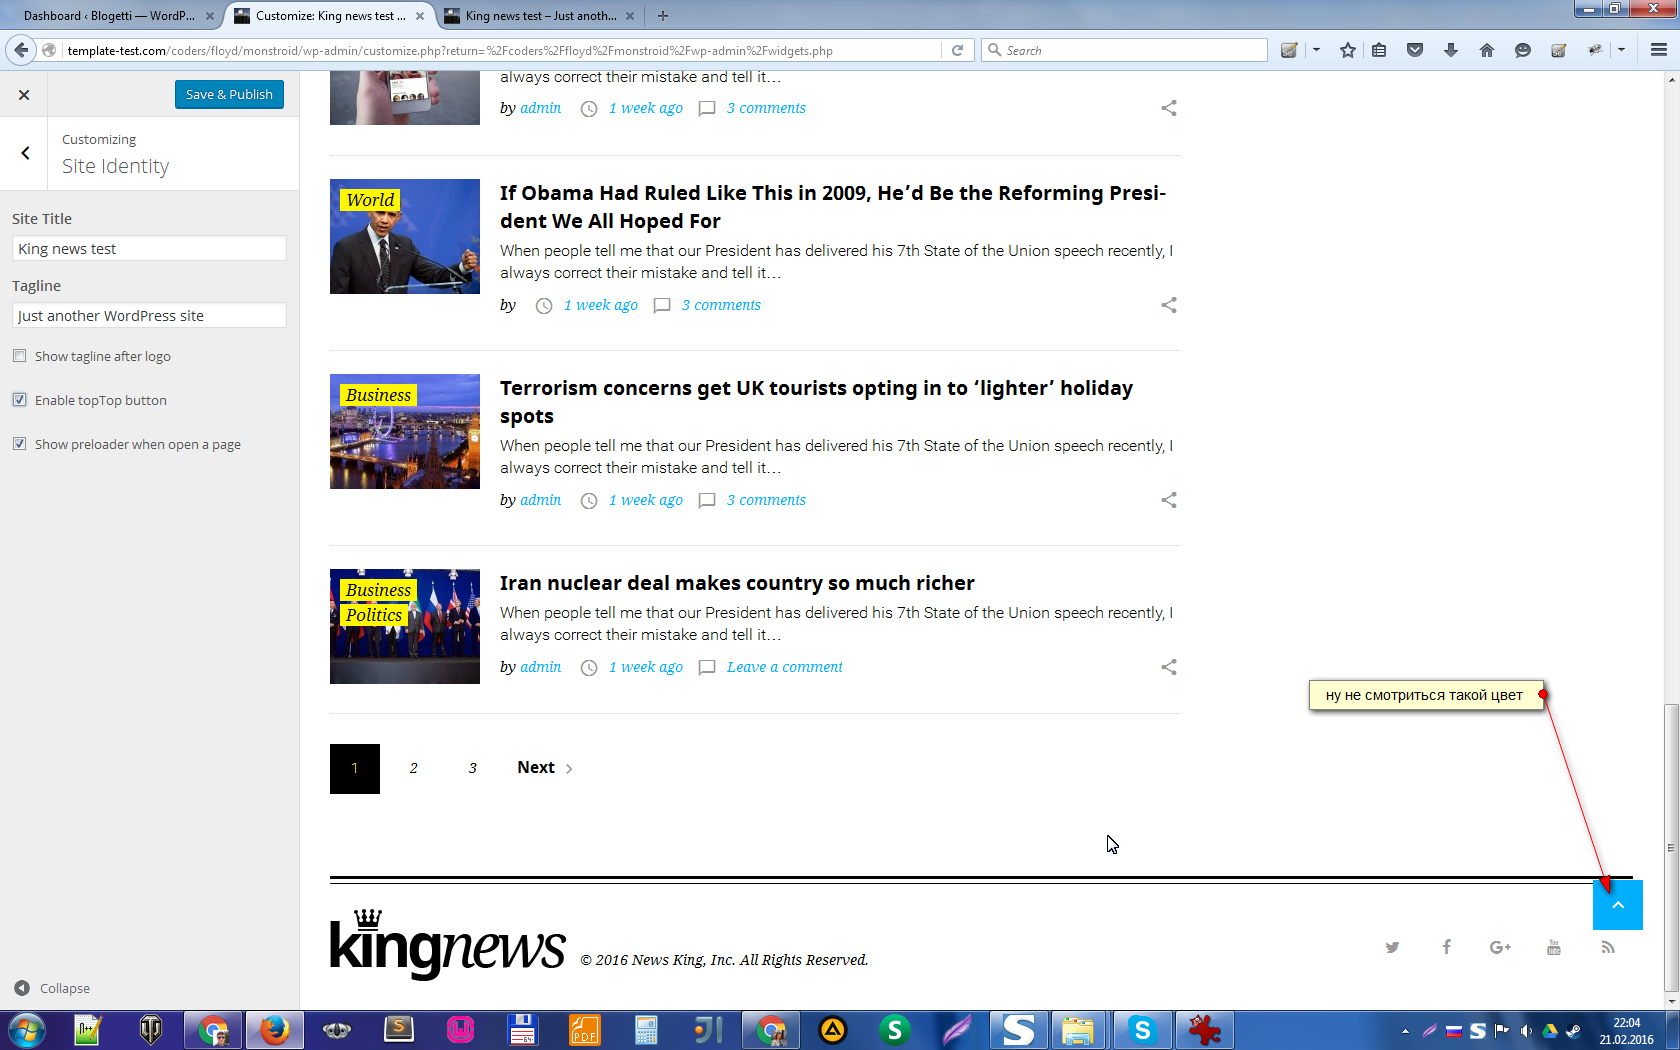 Dashboard ‹ Blogetti — WordP...
Customize: King news test ...
King news test – Just anoth...
template-test.com/coders/floyd/monstroid/wp-admin/customize.php?return=%2Fcoders%2Ffloyd%2Fmonstroid%2Fwp-admin%2Fwidgets.php
Search
Save & Publish
Customizing
Site Identity
Site Title
King news test
Tagline
Just another WordPress site
Show tagline after logo
Enable topTop button
Show preloader when open a page
Collapse
always correct their mistake and tell it…
by admin 1 week ago 3 comments
World
If Obama Had Ruled Like This in 2009, He’d Be the Reforming Presi-
dent We All Hoped For
When people tell me that our President has delivered his 7th State of the Union speech recently, I
always correct their mistake and tell it…
by 1 week ago 3 comments
Business
Terrorism concerns get UK tourists opting in to ‘lighter’ holiday
spots
When people tell me that our President has delivered his 7th State of the Union speech recently, I
always correct their mistake and tell it…
by admin 1 week ago 3 comments
Business
Politics
Iran nuclear deal makes country so much richer
When people tell me that our President has delivered his 7th State of the Union speech recently, I
always correct their mistake and tell it…
by admin 1 week ago Leave a comment
ну не смотриться такой цвет
1 2 3 Next
kingnews
© 2016 News King, Inc. All Rights Reserved.
22:04
21.02.2016